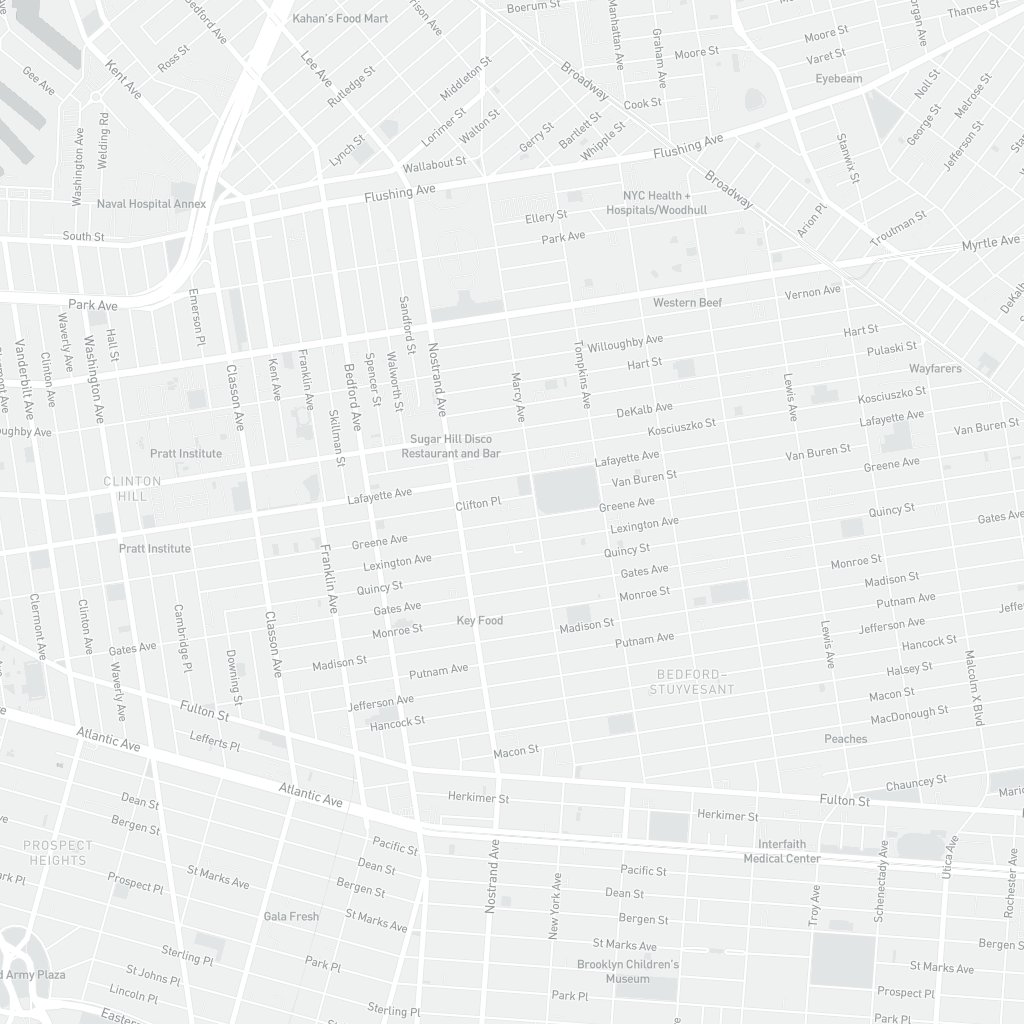 Kahan's Food Mart
Bedford Ave
Harrison Ave
Boerum St
Manhattan Ave
Graham Ave
Morgan Ave
Thames St
Moore St
Moore St
Varet St
Eyebeam
Ross St
Lee Ave
Gee Ave
Kent Ave
Rutledge St
Middleton St
Broadway
Cook St
Noll St
Melrose St
George St
Jefferson St
Washington Ave
Welding Rd
Lynch St
Lorimer St
Walton St
Gerry St
Bartlett St
Whipple St
Wallabout St
Flushing Ave
Flushing Ave
Stanwix St
Broadway
NYC Health +
Hospitals/Woodhull
Naval Hospital Annex
Ellery St
Park Ave
Arion Pl
Troutman St
Myrtle Ave
South St
Park Ave
Emerson Pl
Sandford St
Western Beef
Vernon Ave
DeKalb
Waverly Ave
Hall St
Vanderbilt Ave
Clinton Ave
Washington Ave
Clermont Ave
Classon Ave
Kent Ave
Franklin Ave
Bedford Ave
Spencer St
Walworth St
Nostrand Ave
Skillman St
Marcy Ave
Tompkins Ave
Willoughby Ave
Hart St
Hart St
Pulaski St
Wayfarers
Lewis Ave
Kosciuszko St
DeKalb Ave
Kosciuszko St
Lafayette Ave
Van Buren St
Willoughby Ave
Pratt Institute
Sugar Hill Disco
Restaurant and Bar
Lafayette Ave
Van Buren St
Van Buren St
Greene Ave
CLINTON
HILL
Lafayette Ave
Clifton Pl
Greene Ave
Lexington Ave
Quincy St
Gates Ave
Pratt Institute
Greene Ave
Lexington Ave
Quincy St
Gates Ave
Monroe St
Franklin Ave
Quincy St
Gates Ave
Monroe St
Key Food
Madison St
Putnam Ave
Monroe St
Madison St
Putnam Ave
Jefferson Ave
Hancock St
Halsey St
Macon St
MacDonough St
Peaches
Jeffe
Clermont Ave
Clinton Ave
Cambridge Pl
Classon Ave
Gates Ave
Waverly Ave
Downing St
Madison St
Putnam Ave
BEDFORD–
STUYVESANT
Lewis Ave
Malcolm X Blvd
Jefferson Ave
Hancock St
Fulton St
Lefferts Pl
Atlantic Ave
Atlantic Ave
Macon St
Chauncey St
Fulton St
Mario
Herkimer St
Herkimer St
Dean St
Bergen St
PROSPECT
HEIGHTS
Pacific St
Dean St
Bergen St
St Marks Ave
Prospect Pl
St Marks Ave
Park Pl
Nostrand Ave
New York Ave
Interfaith
Medical Center
Pacific St
Dean St
Bergen St
St Marks Ave
Troy Ave
Schenectady Ave
Utica Ave
Rochester Ave
Bergen S
Gala Fresh
Sterling Pl
St Johns Pl
Lincoln Pl
Park Pl
Sterling Pl
d Army Plaza
Eastern
Brooklyn Children's
Museum
Park Pl
St Marks Ave
Prospect Pl
Park Pl